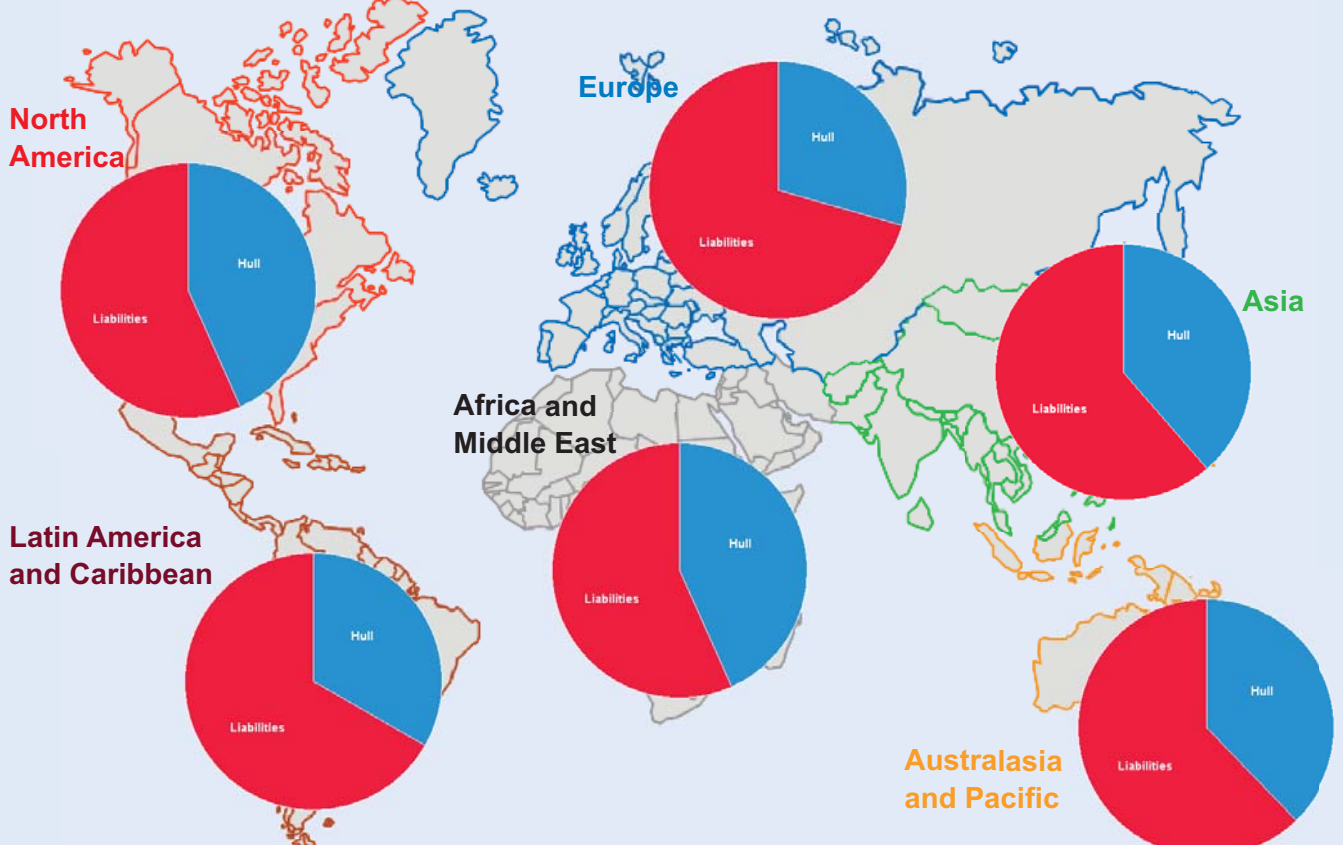 Europe
Hull
Liabilities
North
America
Hull
Liabilities
Asia
Hull
Liabilities
Africa and
Middle East
Hull
Liabilities
Latin America
and Caribbean
Hull
Liabilities
Australasia
and Pacific
Hull
Liabilities